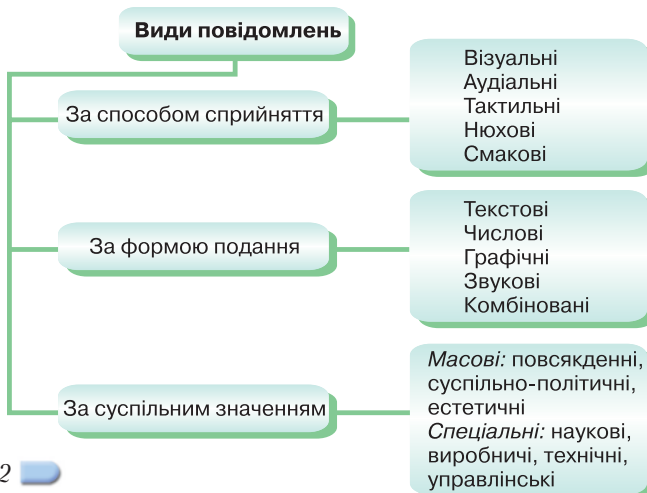 Види повідомлень
За способом сприйняття
Візуальні
Аудіальні
Тактильні
Нюхові
Смакові
За формою подання
Текстові
Числові
Графічні
Звукові
Комбіновані
За суспільним значенням
Масові: повсякденні,
суспільно-політичні,
естетичні
Спеціальні: наукові,
виробничі, технічні,
управлінські
2